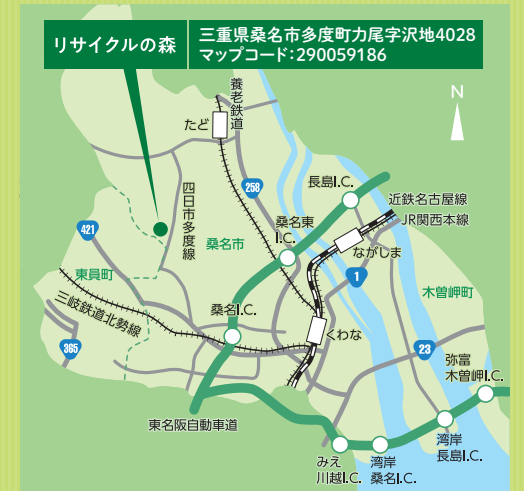 リサイクルの森
三重県桑名市多度町力尾字沢地4028
マップコード:290059186
養老鉄道
たど
N
258
長島I.C.
近鉄名古屋線
JR関西本線
四日市多度線
421
桑名市
桑名東
I.C.
ながしま
1
東員町
木曽岬町
三岐鉄道北勢線
桑名I.C.
くわな
365
23
弥富
木曽岬I.C.
東名阪自動車道
湾岸
長島I.C.
みえ
川越I.C.
湾岸
桑名I.C.